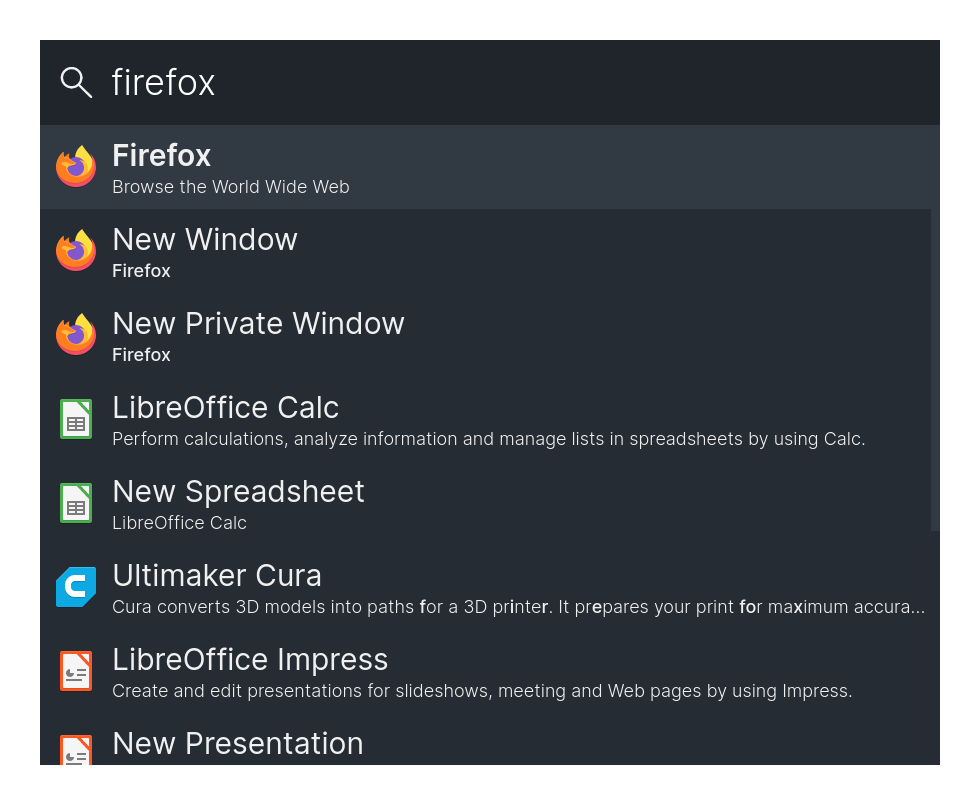 firefox
Firefox
Browse the World Wide Web
New Window
Firefox
New Private Window
Firefox
LibreOffice Calc
Perform calculations, analyze information and manage lists in spreadsheets by using Calc.
New Spreadsheet
LibreOffice Calc
Ultimaker Cura
Cura converts 3D models into paths for a 3D printer. It prepares your print for maximum accura...
LibreOffice Impress
Create and edit presentations for slideshows, meeting and Web pages by using Impress.
New Presentation